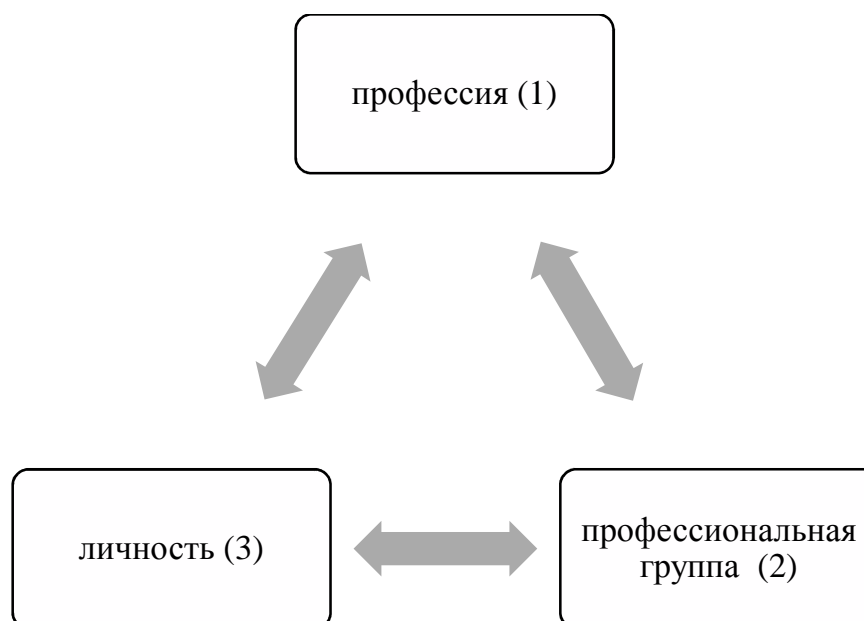 профессия (1)
личность (3)
профессиональная
группа (2)